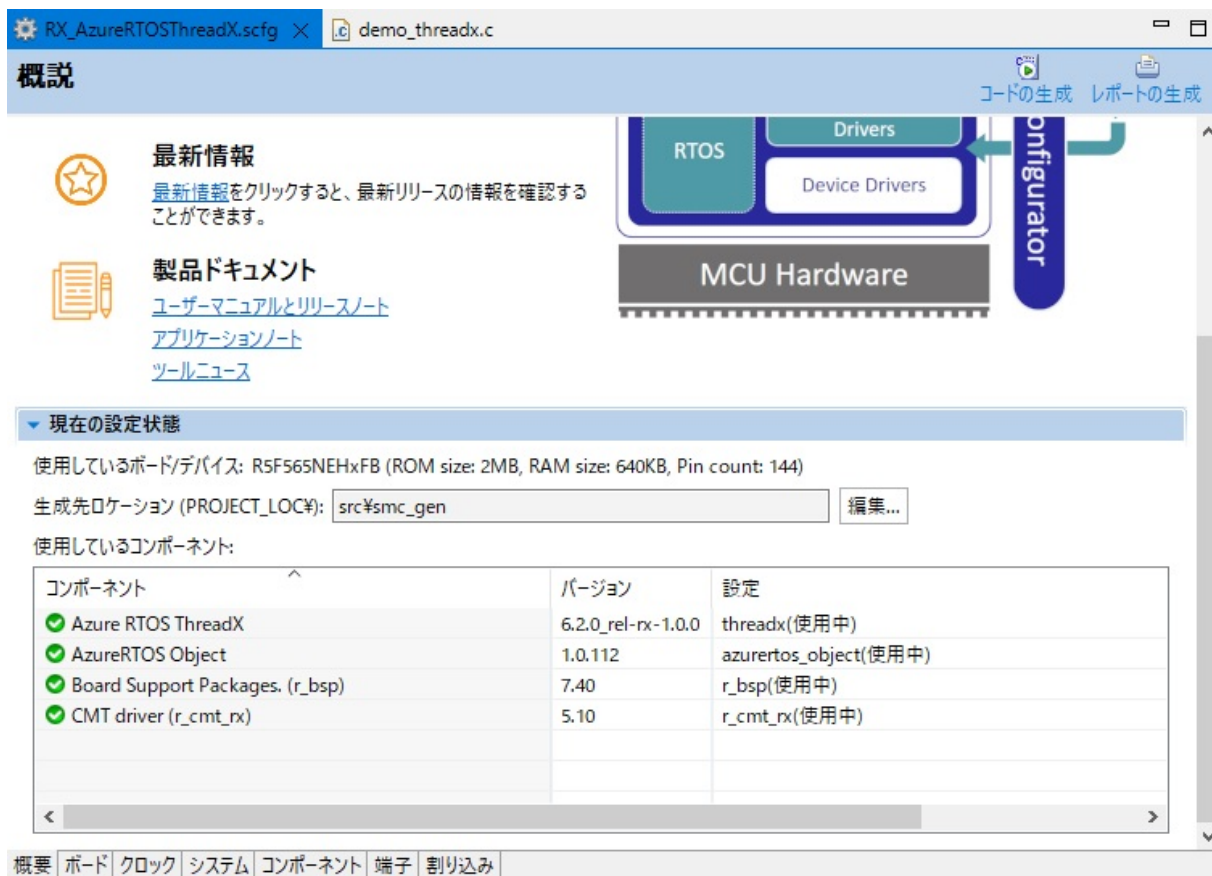 RX_AzureRTOSThreadX.scfg
demo_threadx.c
概説
コードの生成 レポートの生成
最新情報
最新情報をクリックすると、最新リリースの情報を確認する
ことができます。
製品ドキュメント
ユーザーマニュアルとリリースノート
アプリケーションノート
ツールニュース
RTOS
Drivers
Device Drivers
MCU Hardware
onfigurator
現在の設定状態
使用しているボード/デバイス: R5F565NEHxFB (ROM size: 2MB, RAM size: 640KB, Pin count: 144)
生成先ロケーション (PROJECT_LOC¥): src¥smc_gen 編集...
使用しているコンポーネント:
コンポーネント バージョン 設定
Azure RTOS ThreadX 6.2.0_rel-rx-1.0.0 threadx(使用中)
AzureRTOS Object 1.0.112 azurertos_object(使用中)
Board Support Packages. (r_bsp) 7.40 r_bsp(使用中)
CMT driver (r_cmt_rx) 5.10 r_cmt_rx(使用中)
概要 ボード クロック システム コンポーネント 端子 割り込み